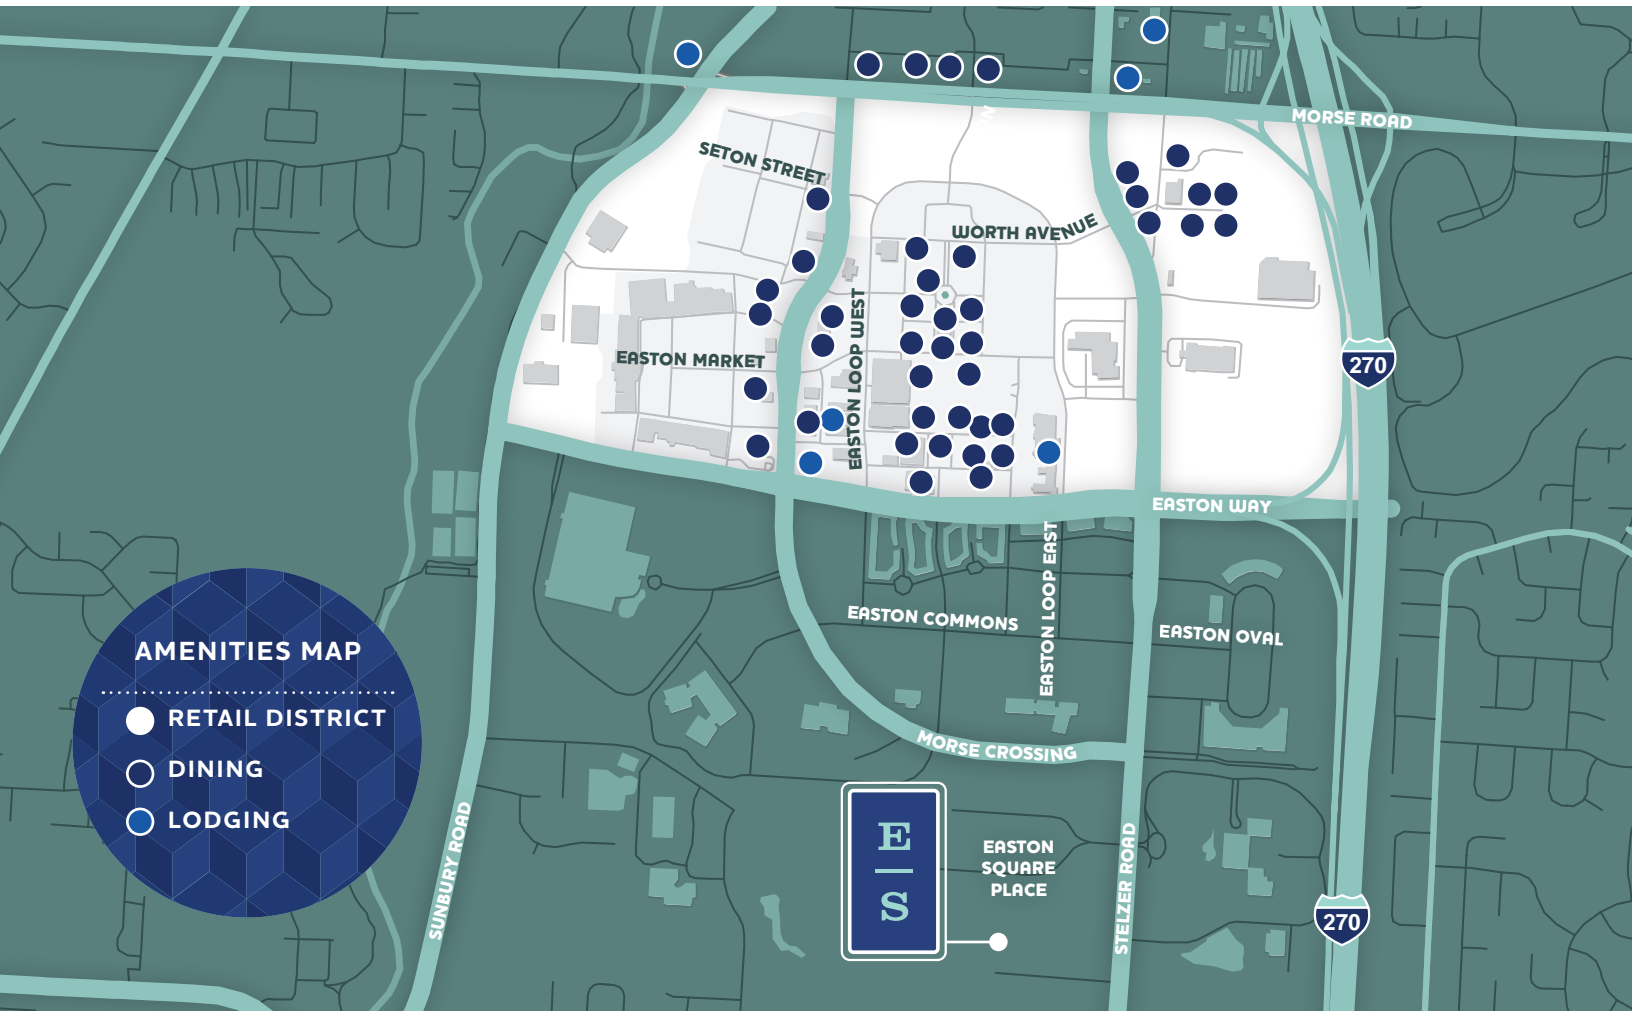 MORSE ROAD
N
SETON STREET
WORTH AVENUE
EASTON LOOP WEST
EASTON MARKET
270
EASTON WAY
EASTON LOOP EAST
EASTON COMMONS
EASTON OVAL
AMENITIES MAP
RETAIL DISTRICT
DINING
LODGING
MORSE CROSSING
SUNBURY ROAD
E
S
EASTON
SQUARE
PLACE
STELZER ROAD
270